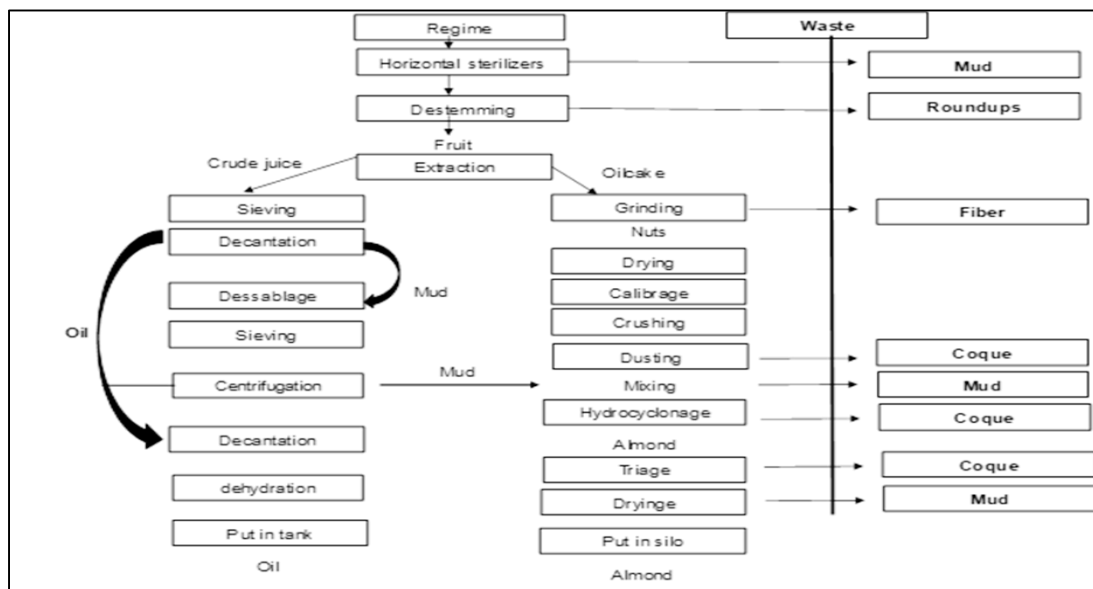 Regime
Waste
Horizontal sterilizers
Mud
Destemming
Roundups
Fruit
Crude juice
Extraction
Oilcake
Sieving
Grinding
Fiber
Nuts
Decantation
Drying
Dessablage
Mud
Calibrage
Oil
Sieving
Crushing
Dusting
Coque
Centrifugation
Mud
Mixing
Mud
Hydrocyclonage
Coque
Decantation
Almond
Triage
Coque
dehydration
Dryinge
Mud
Put in tank
Put in silo
Oil
Almond